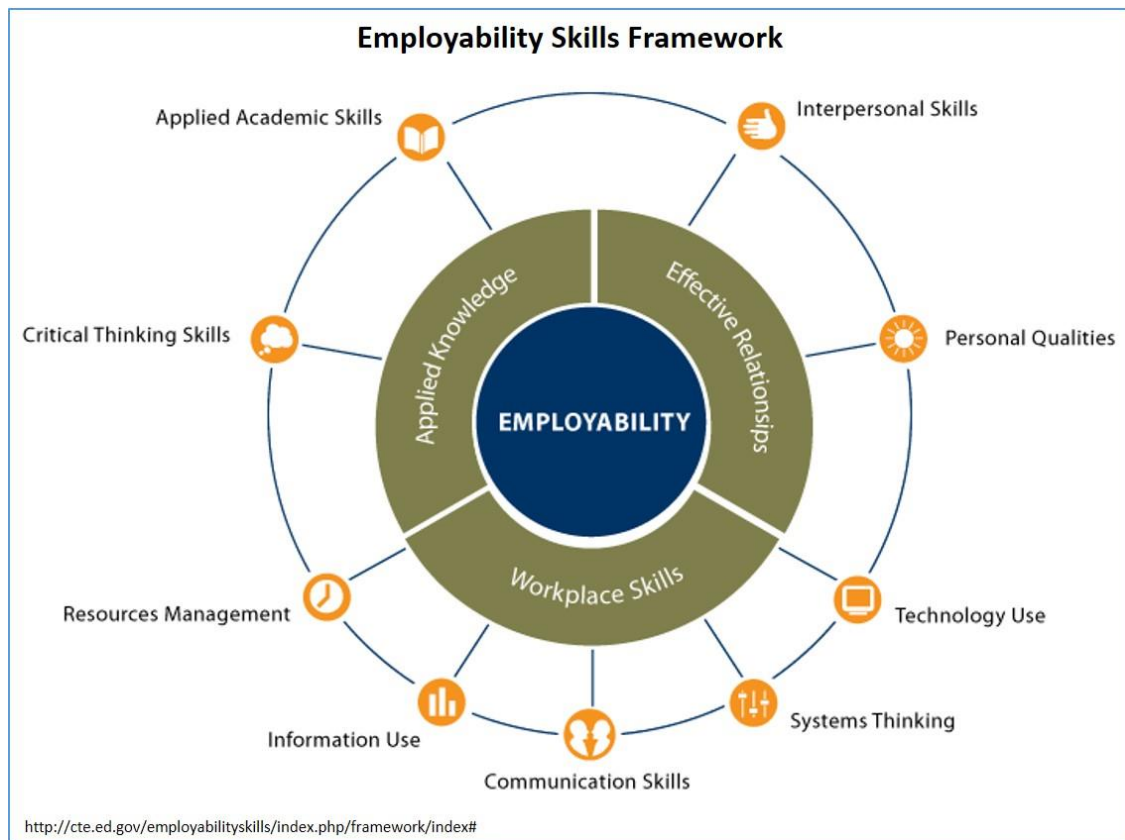 Employability Skills Framework
Applied Academic Skills
Interpersonal Skills
Critical Thinking Skills
Personal Qualities
Applied Knowledge
Effective Relationsips
EMPLOYABILITY
Workplace Skills
Resources Management
Technology Use
Information Use
Systems Thinking
Communication Skills
http://cte.ed.gov/employabilityskills/index.php/framework/index#